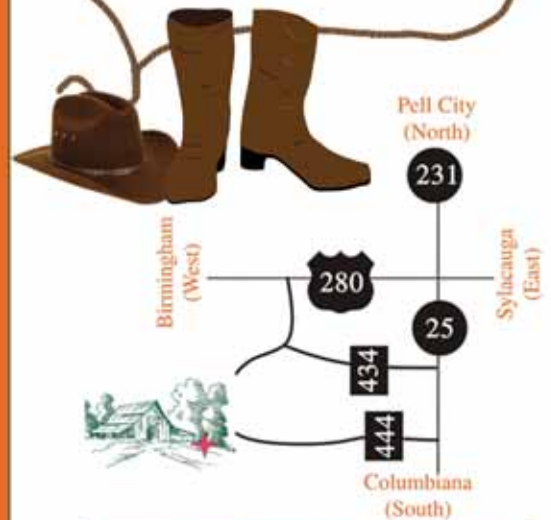 Pell City
(North)
231
Birmingham
(West)
280
Sylacauga
(East)
25
434
444
Columbiana
(South)